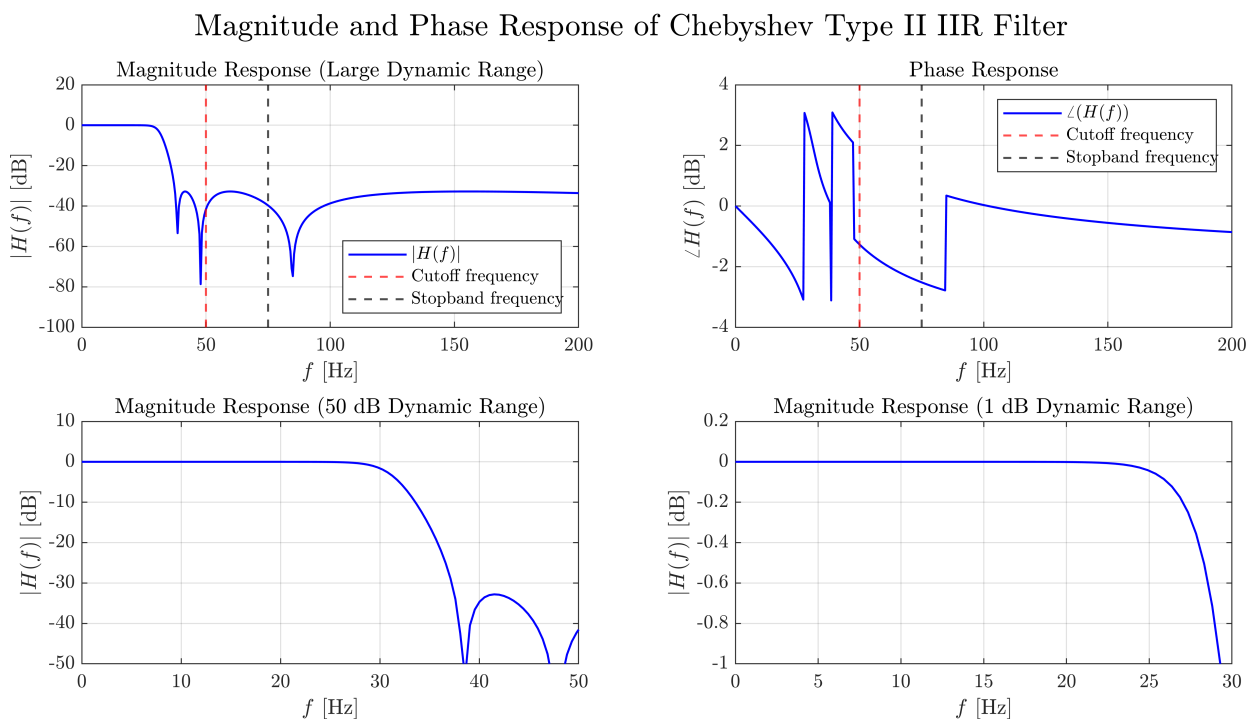 Magnitude and Phase Response of Chebyshev Type II IIR Filter
Magnitude Response (Large Dynamic Range)
20
0
-20
-40
-60
-80
-100
|H(f)| [dB]
|H(f)|
Cutoff frequency
Stopband frequency
0
50
100
150
200
f [Hz]
Phase Response
4
2
0
-2
-4
∠H(f) [dB]
∠(H(f))
Cutoff frequency
Stopband frequency
0
50
100
150
200
f [Hz]
Magnitude Response (50 dB Dynamic Range)
10
0
-10
-20
-30
-40
-50
|H(f)| [dB]
0
10
20
30
40
50
f [Hz]
Magnitude Response (1 dB Dynamic Range)
0.2
0
-0.2
-0.4
-0.6
-0.8
-1
|H(f)| [dB]
0
5
10
15
20
25
30
f [Hz]